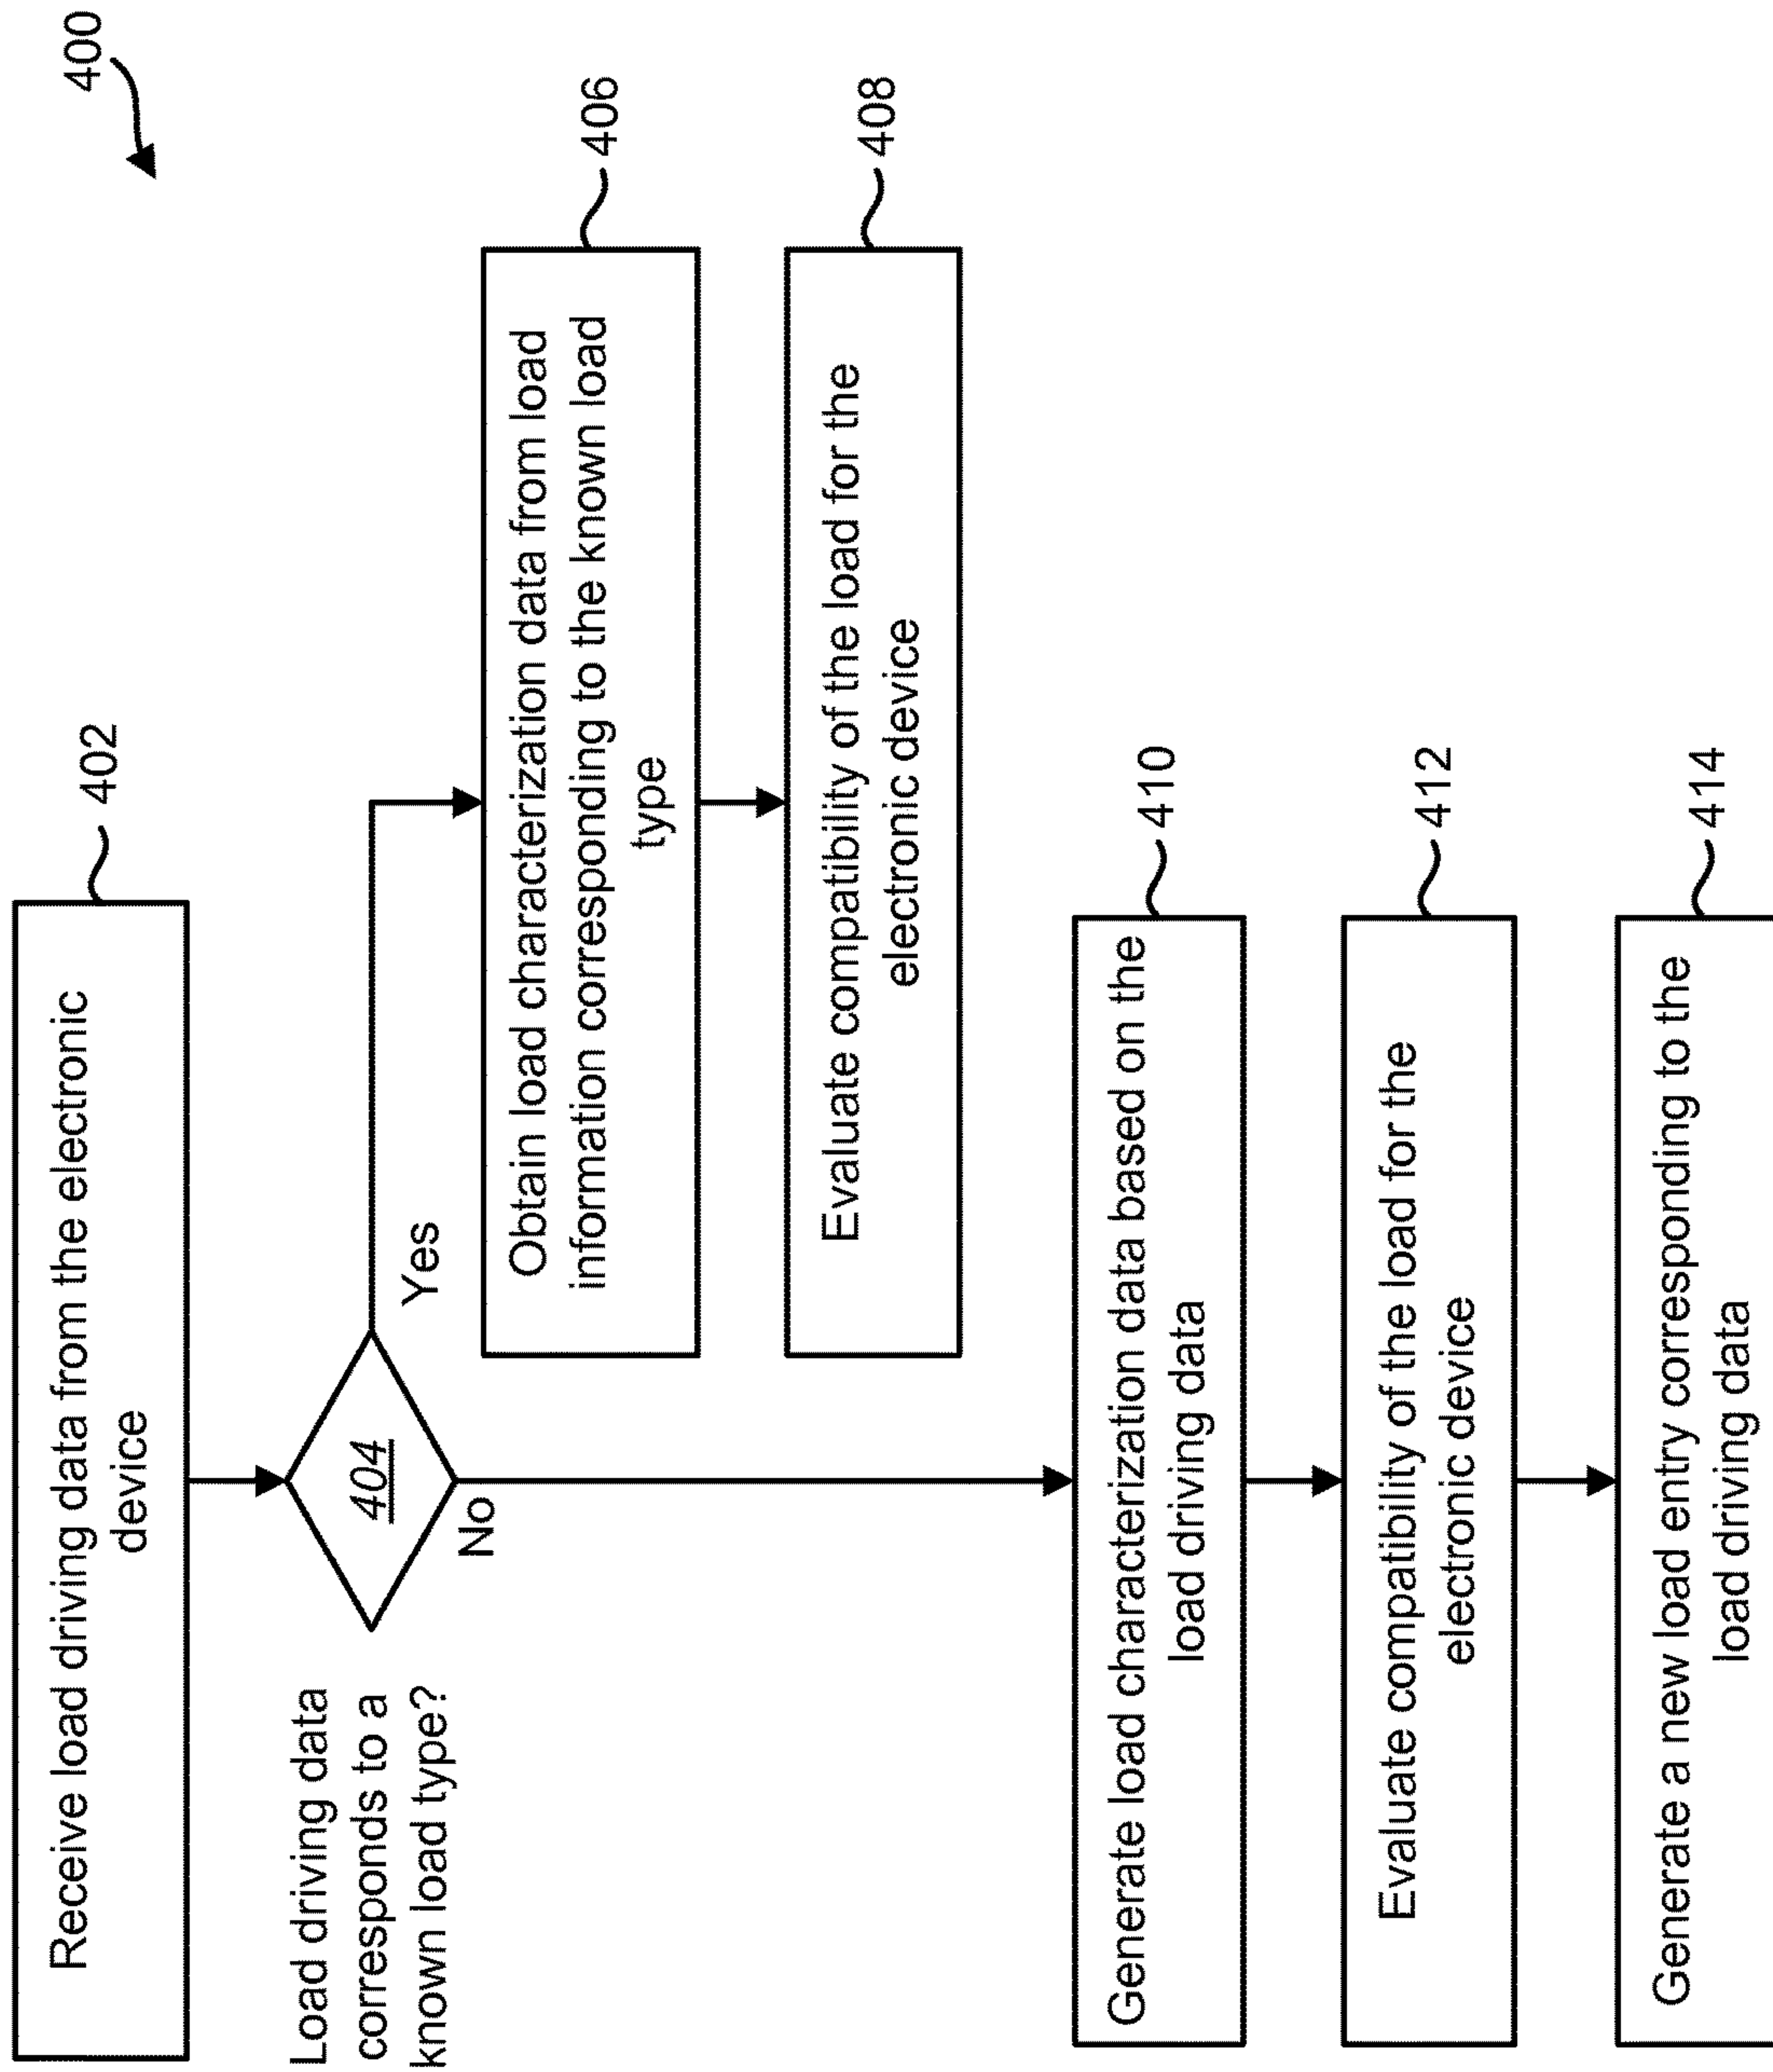 400
Receive load driving data from the electronic
device
402
Load driving data
corresponds to a
known load type?
404
Yes
No
Obtain load characterization data from load
information corresponding to the known load
type
406
Evaluate compatibility of the load for the
electronic device
408
Generate load characterization data based on the
load driving data
410
Evaluate compatibility of the load for the
electronic device
412
Generate a new load entry corresponding to the
load driving data
414